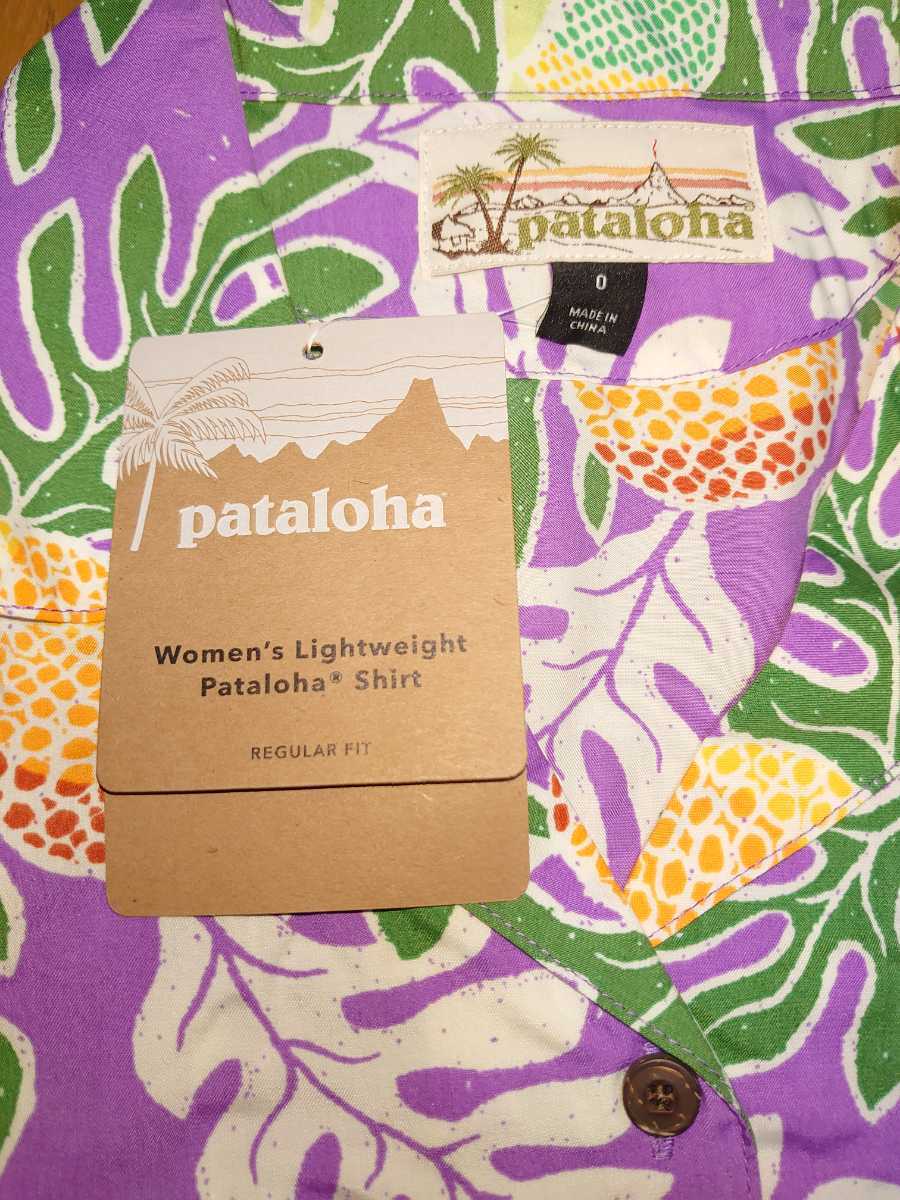 pataloha
0
MADE IN
CHINA
pataloha
Women's Lightweight
Pataloha® Shirt
REGULAR FIT